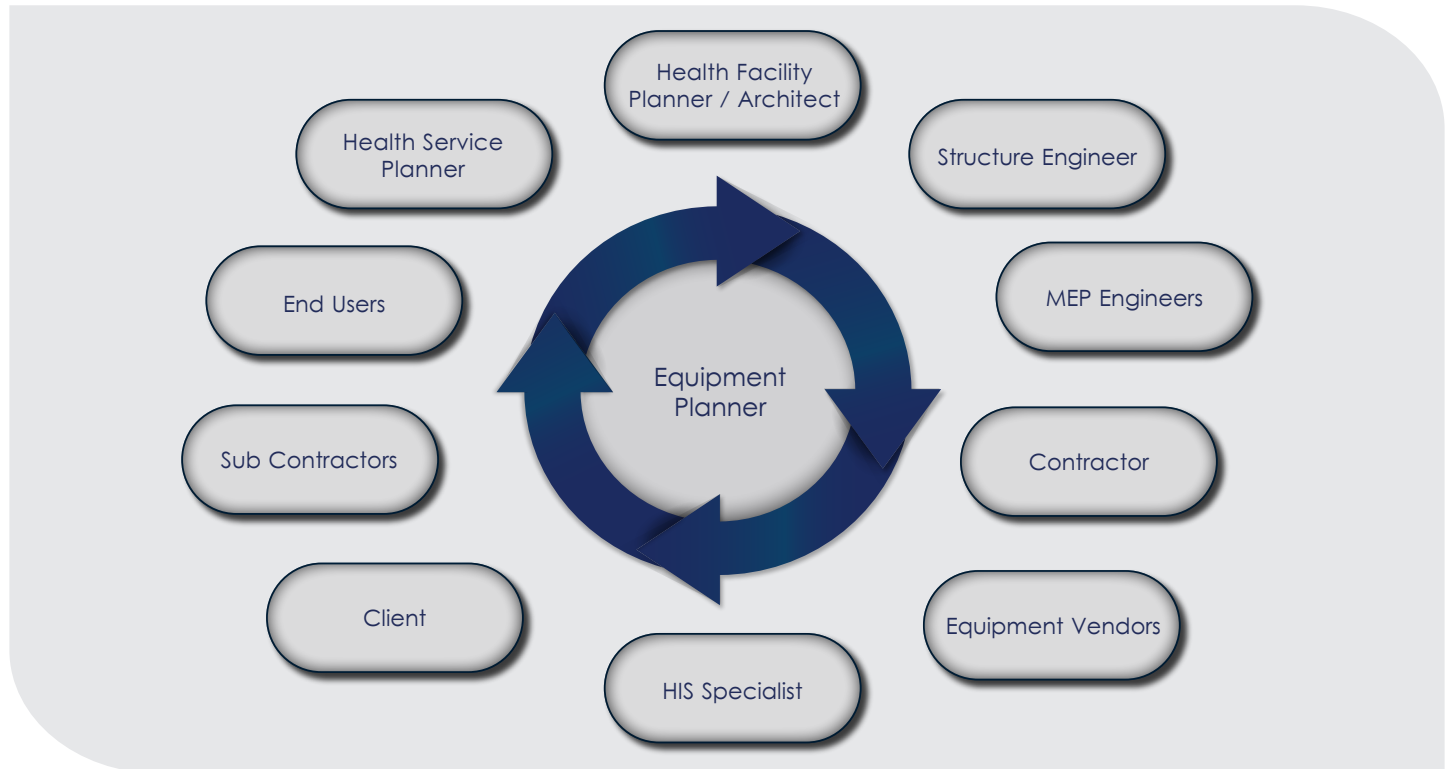 Health Facility
Planner / Architect
Health Service
Planner
Structure Engineer
End Users
MEP Engineers
Equipment
Planner
Sub Contractors
Contractor
Client
Equipment Vendors
HIS Specialist